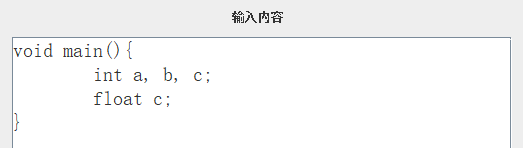 输入内容
void main(){
        int a, b, c;
        float c;
}